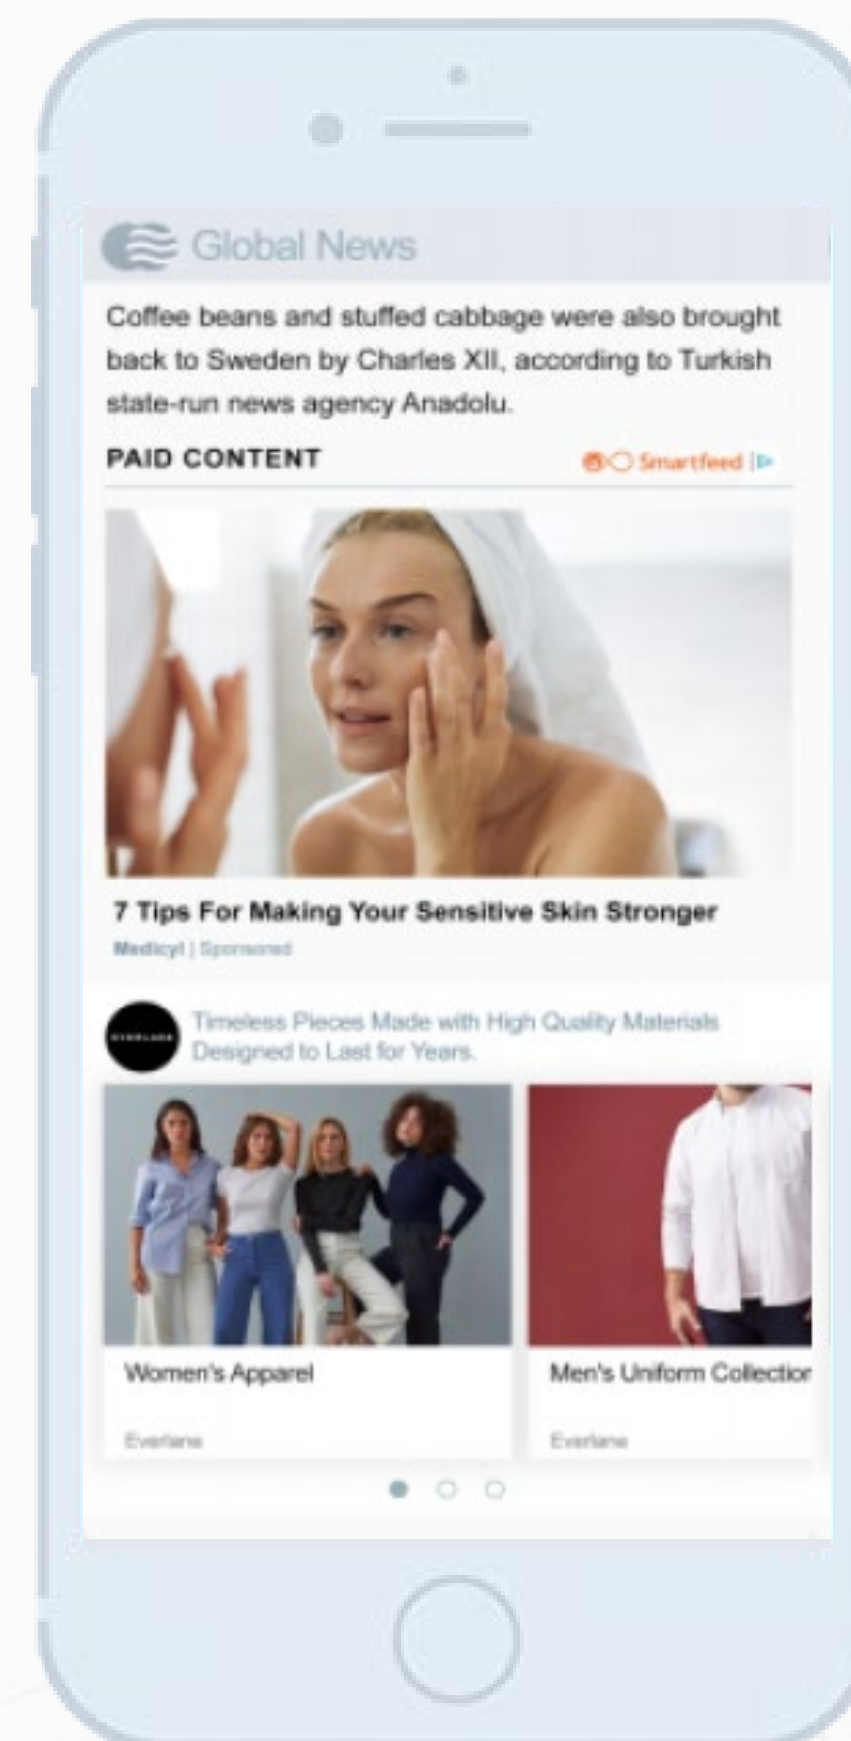 Global News
Coffee beans and stuffed cabbage were also brought
back to Sweden by Charles XII, according to Turkish
state-run news agency Anadolu.
PAID CONTENT
Smartfeed
7 Tips For Making Your Sensitive Skin Stronger
Medicyl | Sponsored
EVERLANE
Timeless Pieces Made with High Quality Materials
Designed to Last for Years.
Women's Apparel
Men's Uniform Collection
Everlane
Everlane